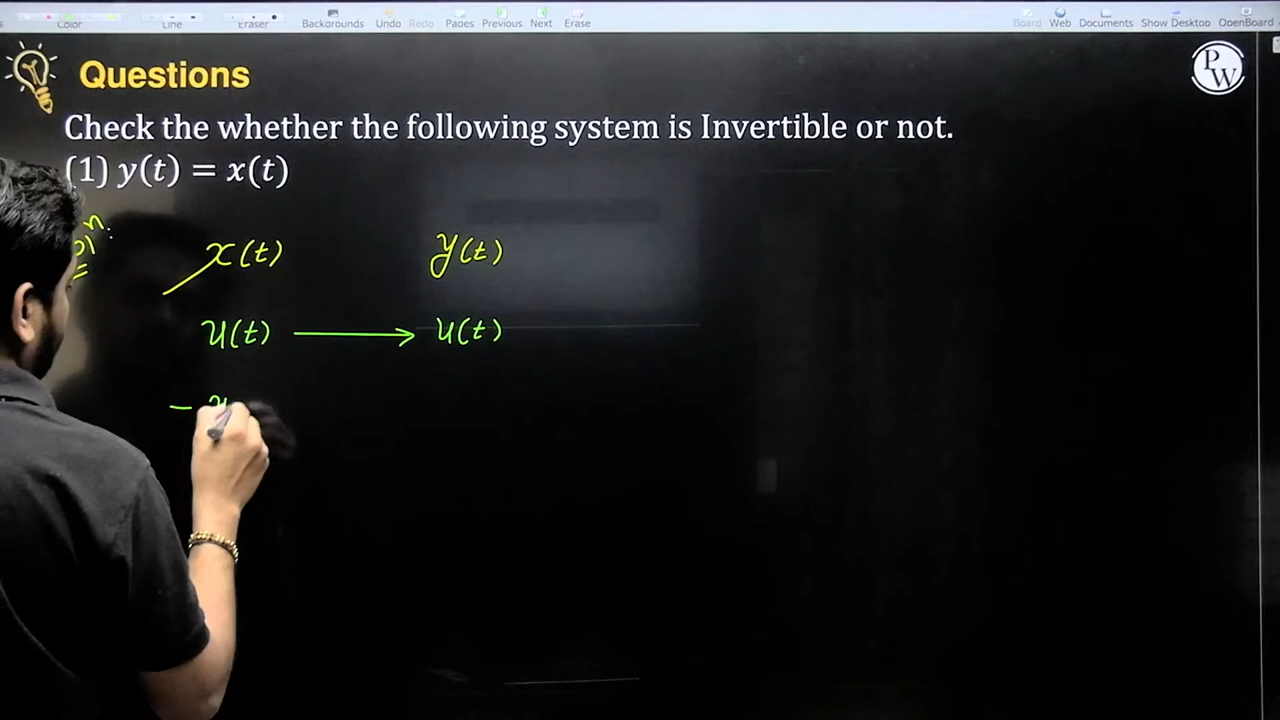 Color Line Eraser Backgrounds Undo Redo Pages Previous Next Erase Board Web Documents Show Desktop OpenBoard
Questions
PW
Check the whether the following system is Invertible or not.
(1) y(t) = x(t)
x(t) y(t)
u(t) → u(t)